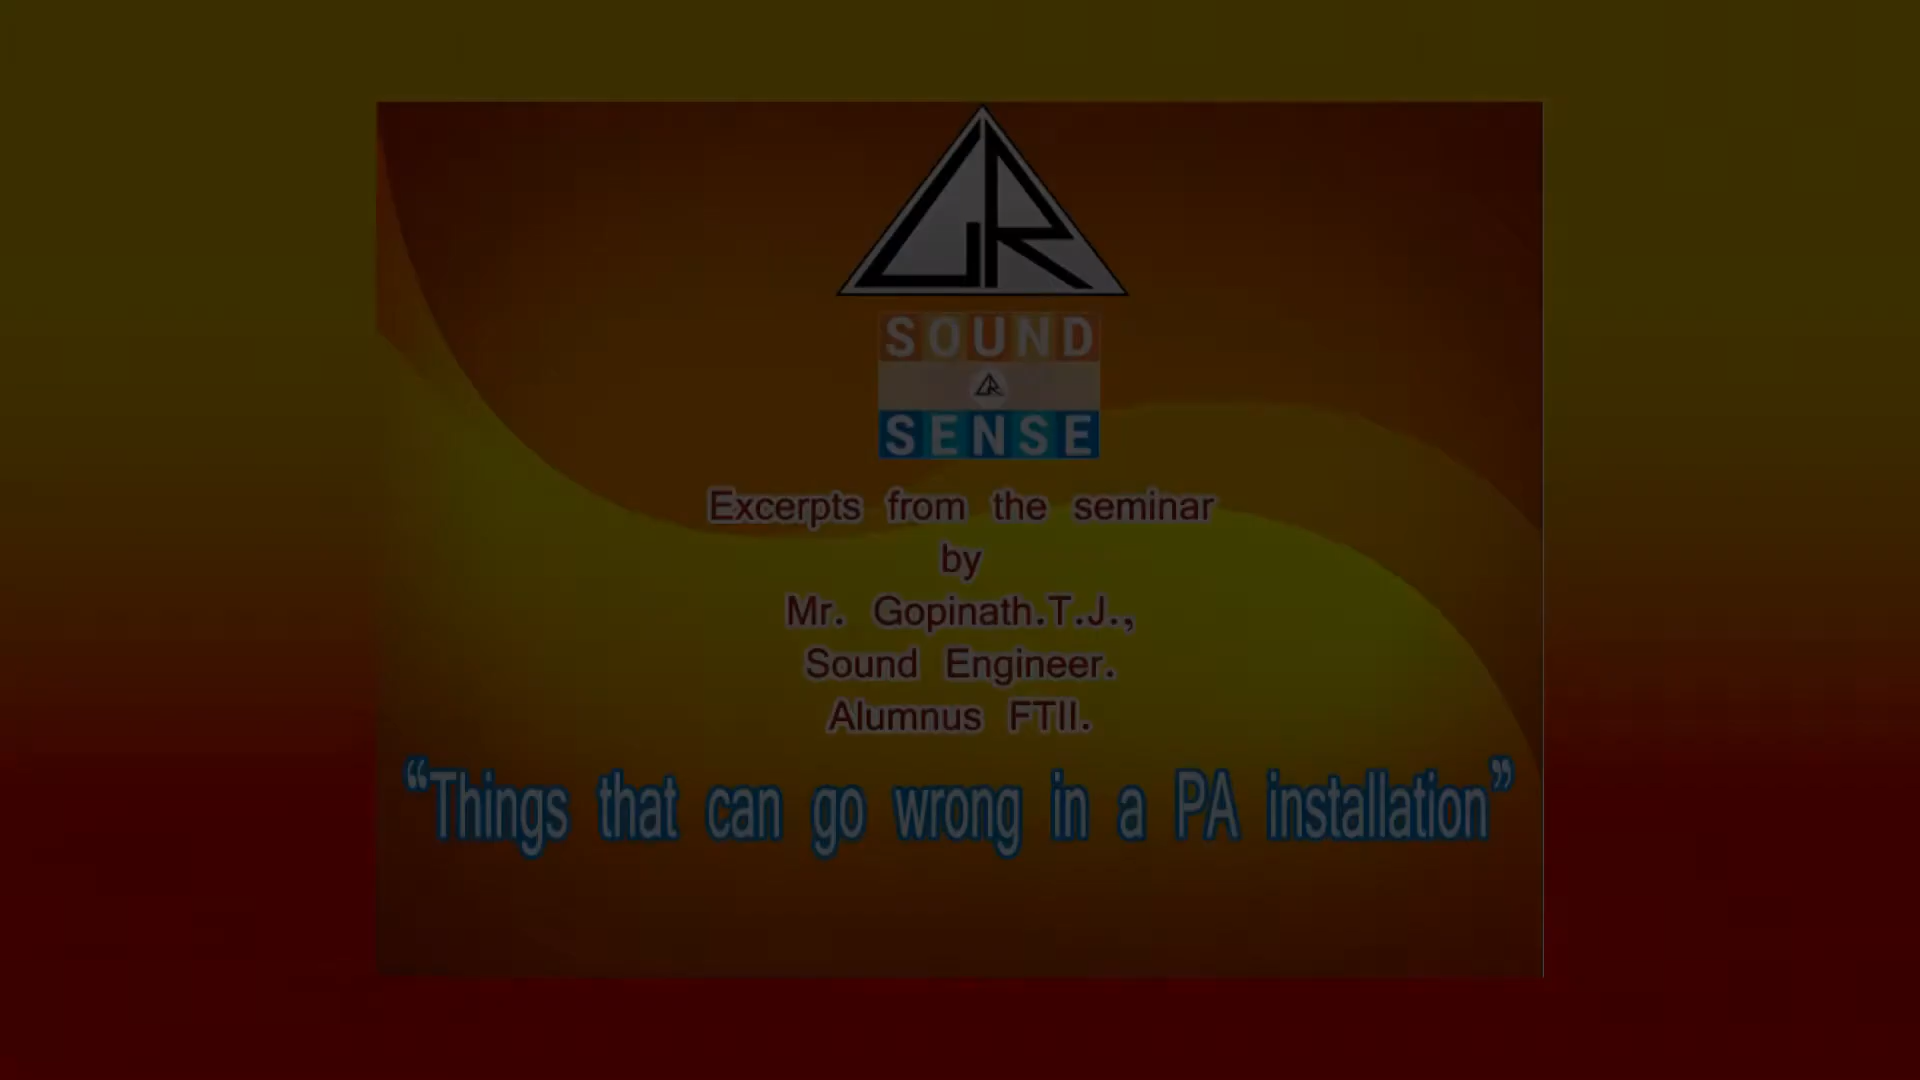 SOUND
SENSE
Excerpts from the seminar
by
Mr. Gopinath.T.J.,
Sound Engineer.
Alumnus FTII.
“Things that can go wrong in a PA installation”